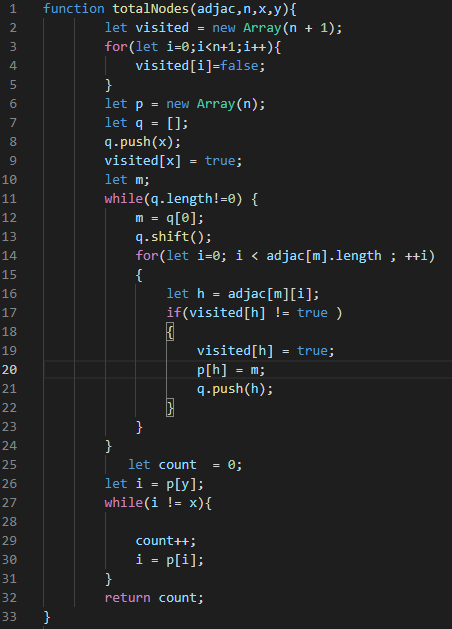 1 function totalNodes(adjac,n,x,y){
2 let visited = new Array(n + 1);
3 for(let i=0;i<n+1;i++){
4 visited[i]=false;
5 }
6 let p = new Array(n);
7 let q = [];
8 q.push(x);
9 visited[x] = true;
10 let m;
11 while(q.length!=0) {
12 m = q[0];
13 q.shift();
14 for(let i=0; i < adjac[m].length ; ++i)
15 {
16 let h = adjac[m][i];
17 if(visited[h] != true )
18 {
19 visited[h] = true;
20 p[h] = m;
21 q.push(h);
22 }
23 }
24 }
25 let count  = 0;
26 let i = p[y];
27 while(i != x){
28
29 count++;
30 i = p[i];
31 }
32 return count;
33 }